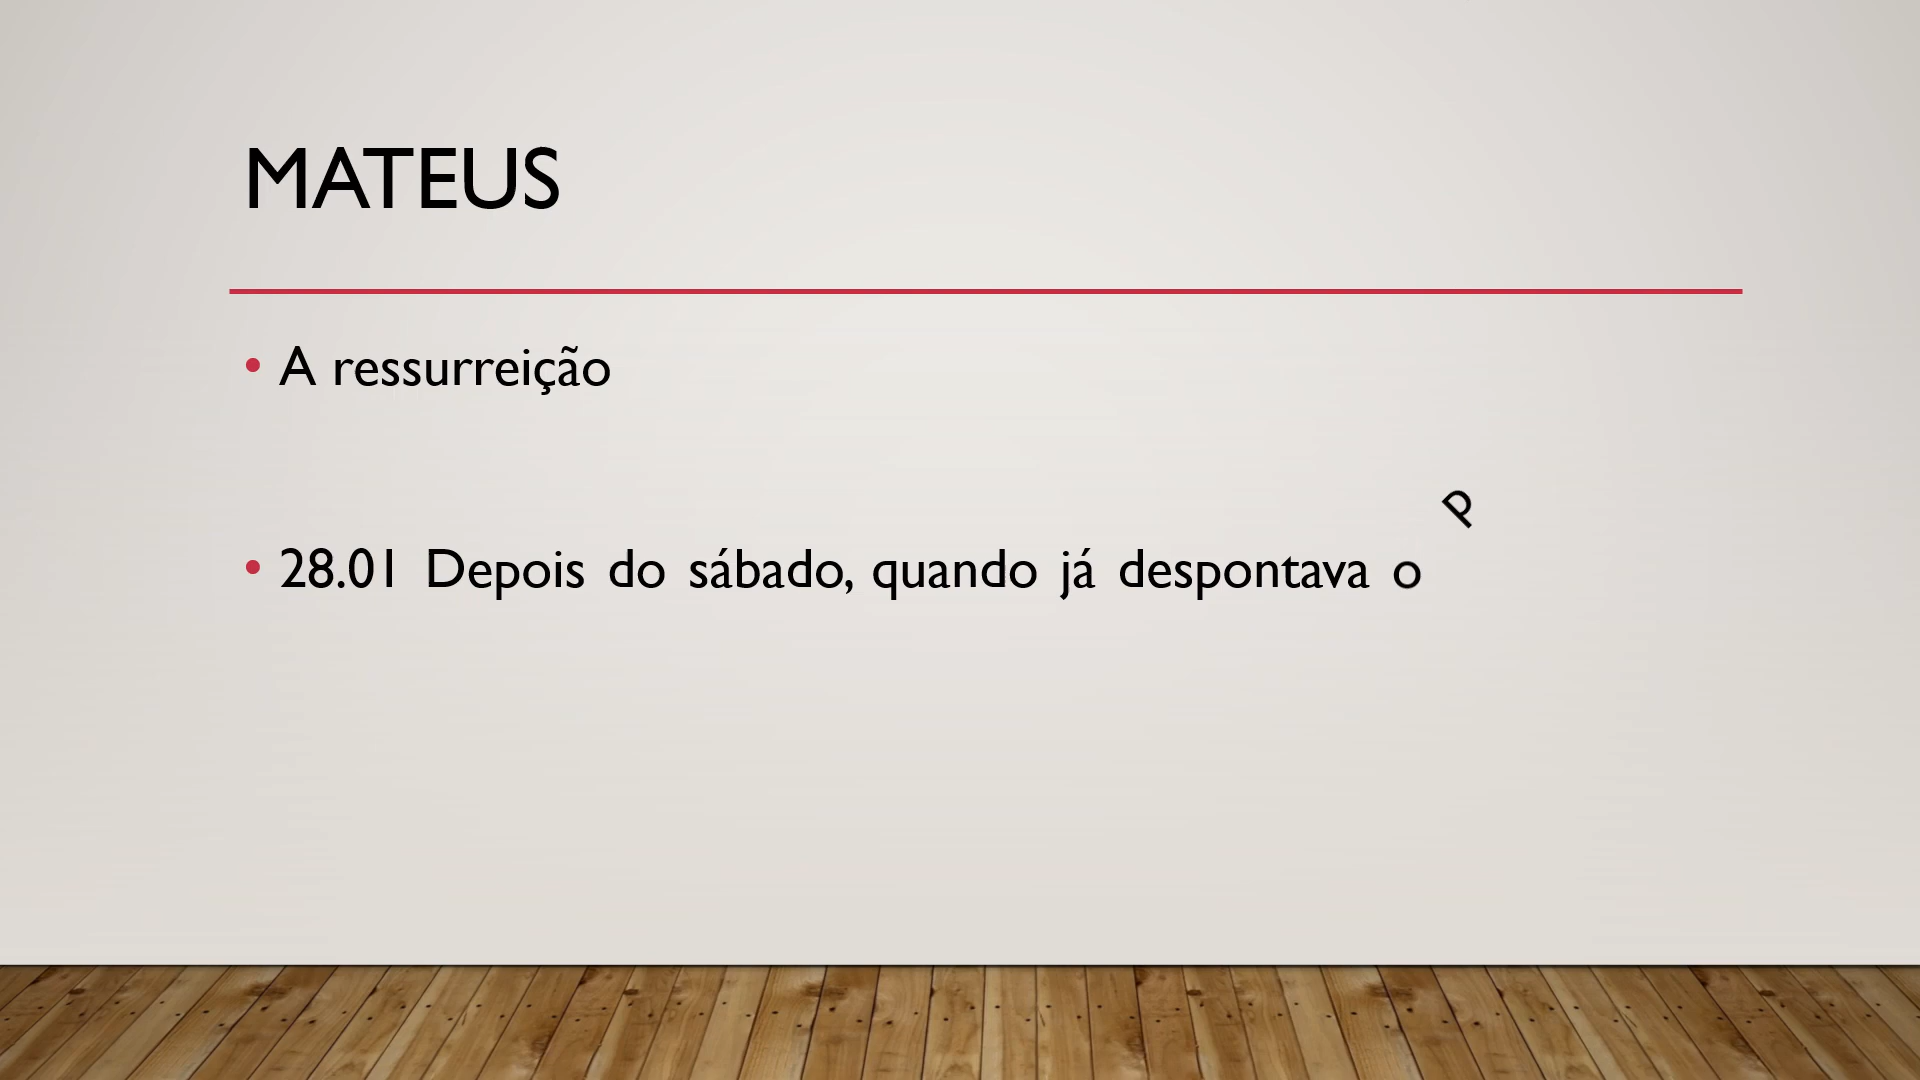 MATEUS
A ressurreição
28.01 Depois do sábado, quando já despontava o p